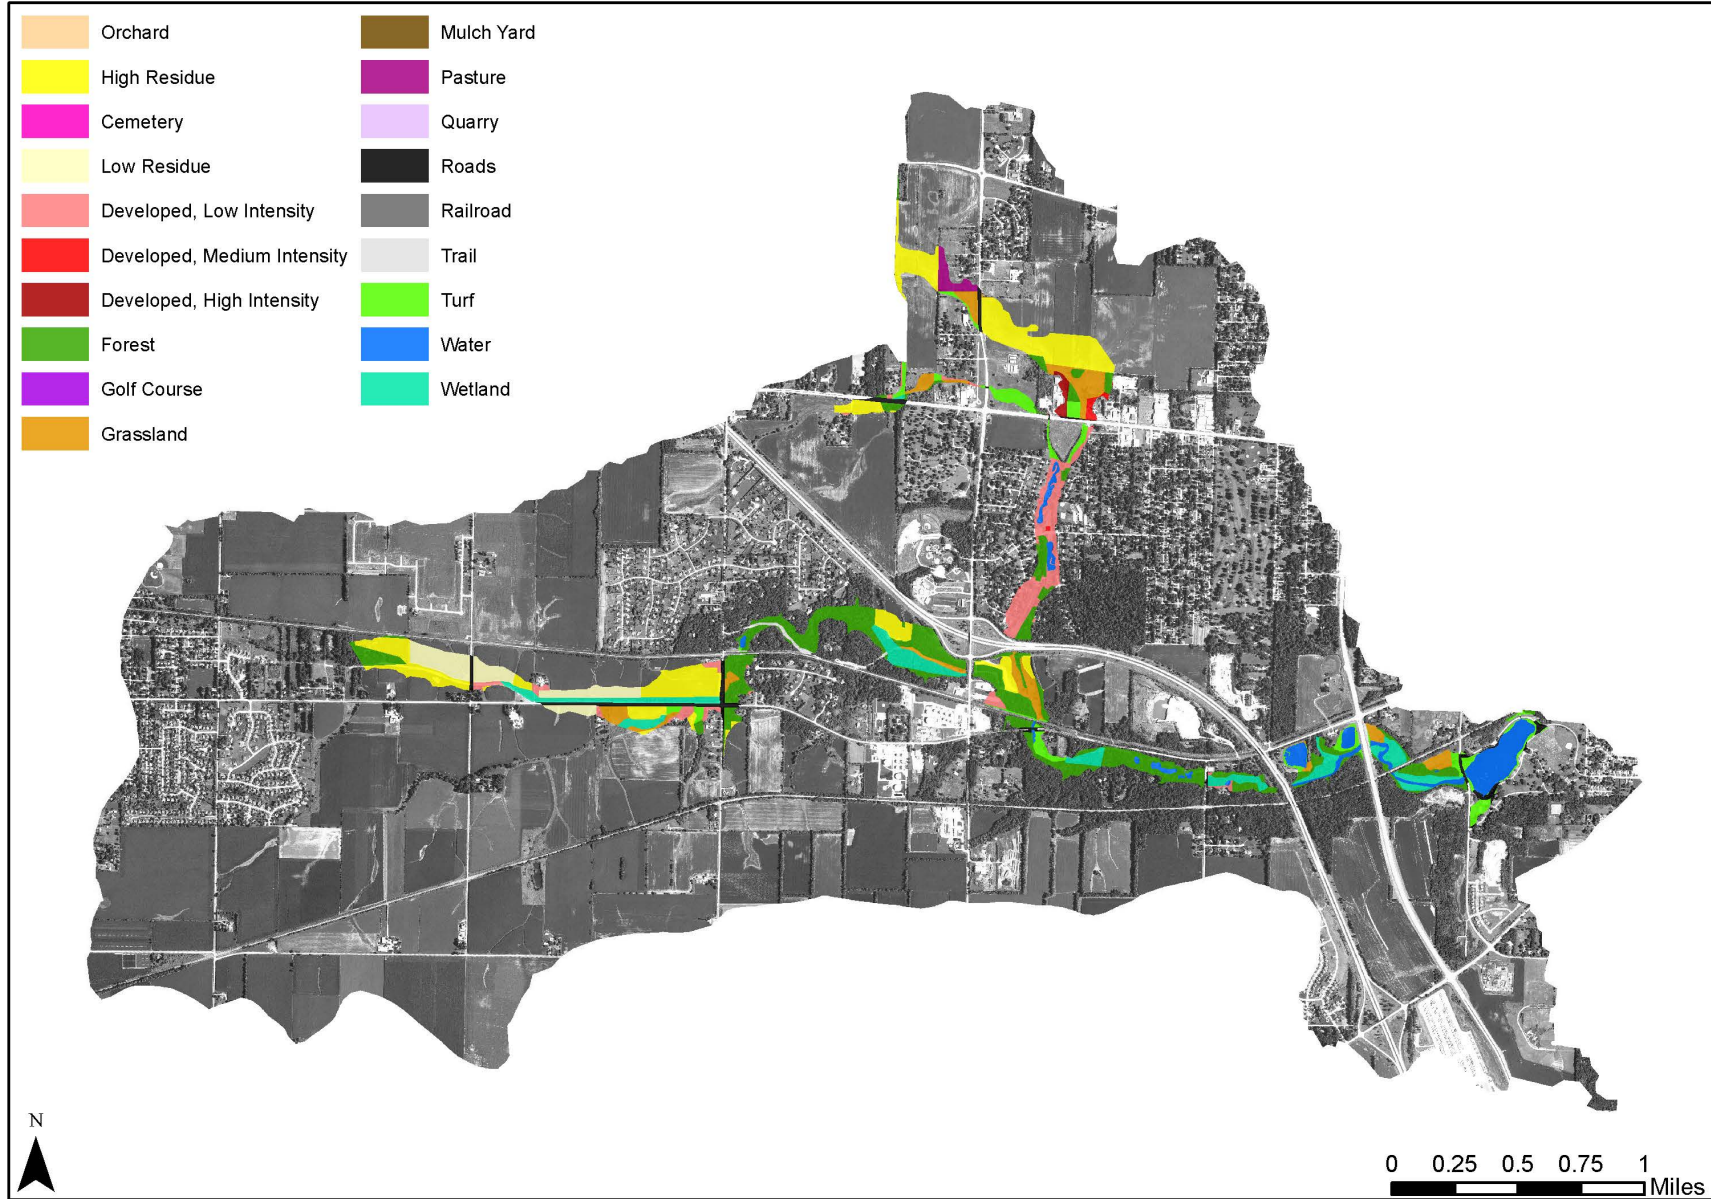 Orchard
High Residue
Cemetery
Low Residue
Developed, Low Intensity
Developed, Medium Intensity
Developed, High Intensity
Forest
Golf Course
Grassland
Mulch Yard
Pasture
Quarry
Roads
Railroad
Trail
Turf
Water
Wetland
N
0 0.25 0.5 0.75 1
Miles